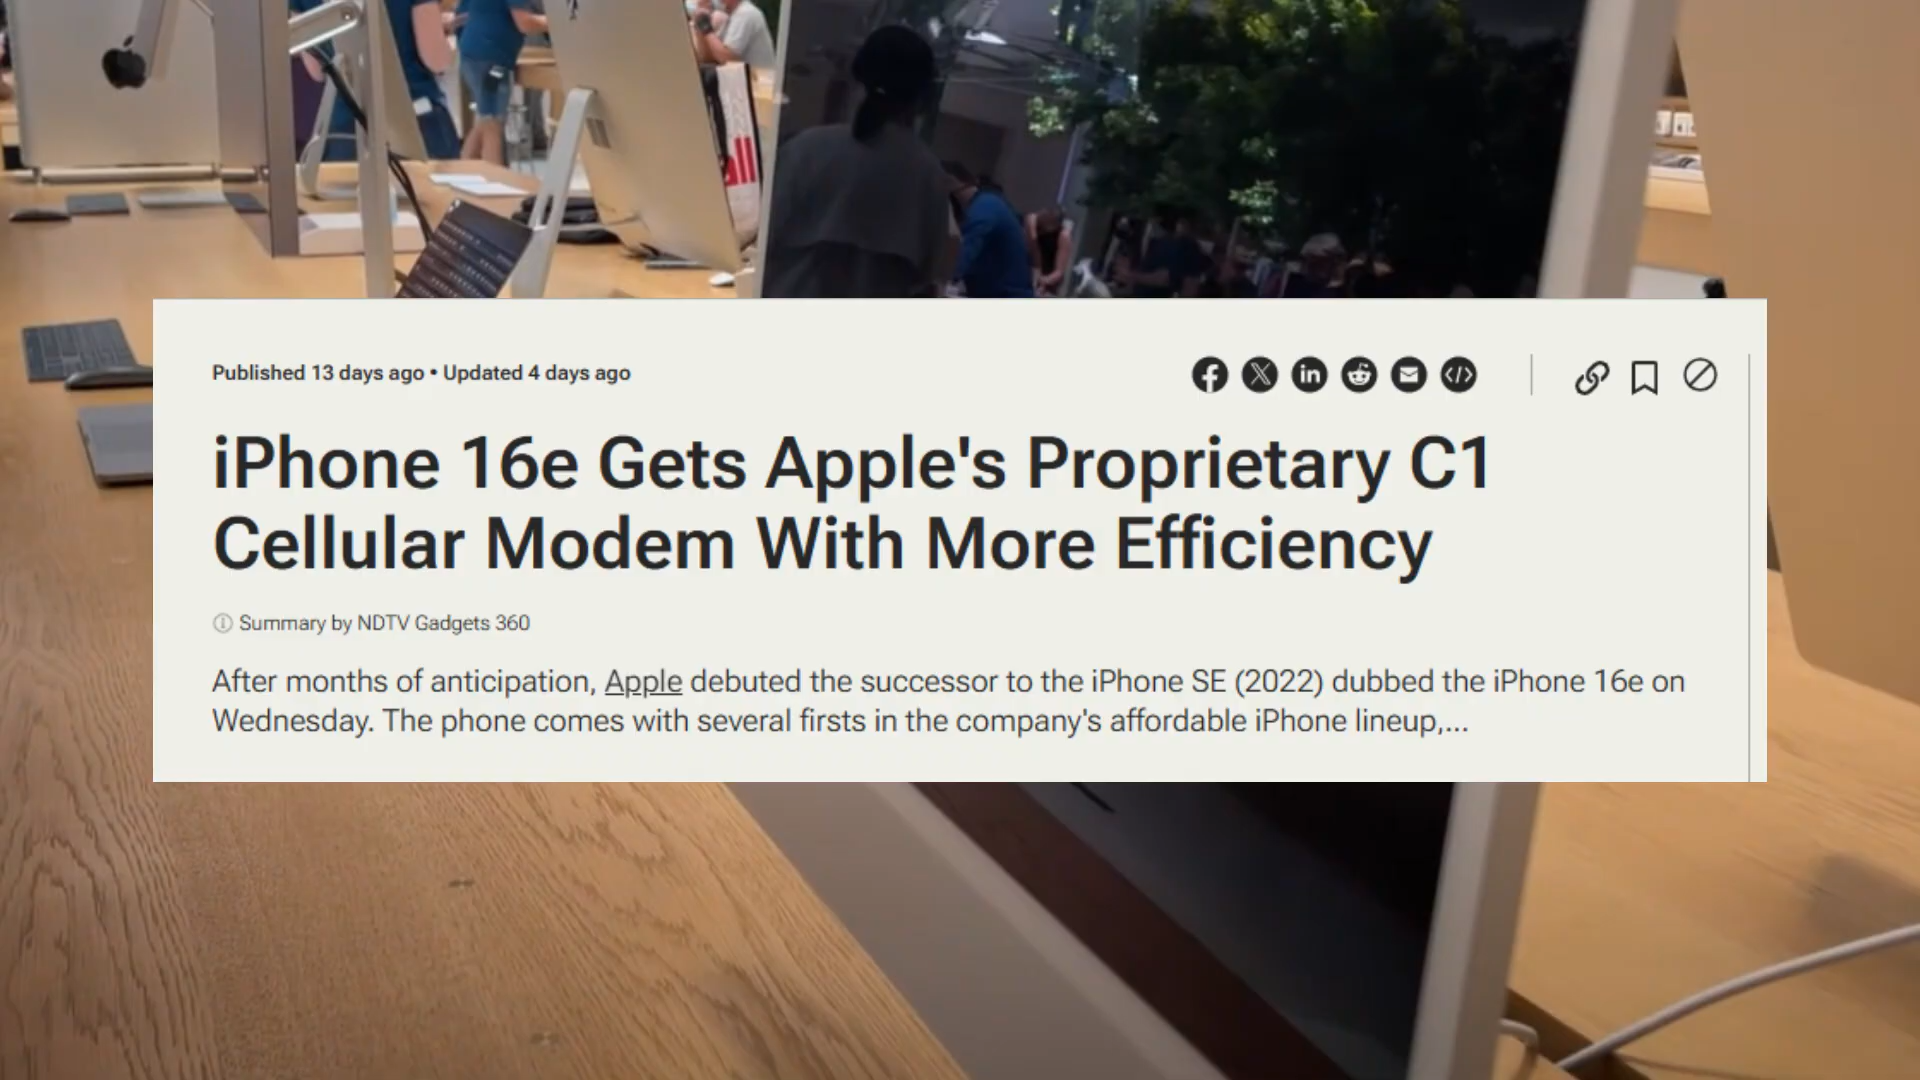 Published 13 days ago • Updated 4 days ago
iPhone 16e Gets Apple's Proprietary C1
Cellular Modem With More Efficiency
Summary by NDTV Gadgets 360
After months of anticipation, Apple debuted the successor to the iPhone SE (2022) dubbed the iPhone 16e on
Wednesday. The phone comes with several firsts in the company's affordable iPhone lineup,...